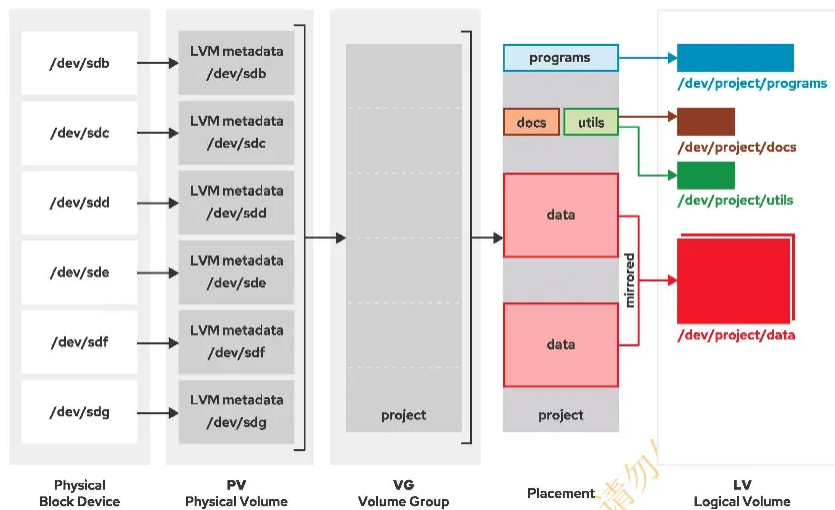 /dev/sdb
LVM metadata
/dev/sdb
programs
/dev/project/programs
/dev/sdc
LVM metadata
/dev/sdc
docs
utils
/dev/project/docs
/dev/sdd
LVM metadata
/dev/sdd
data
/dev/project/utils
/dev/sde
LVM metadata
/dev/sde
mirrored
/dev/project/data
/dev/sdf
LVM metadata
/dev/sdf
data
/dev/sdg
LVM metadata
/dev/sdg
project
project
Physical
Block Device
PV
Physical Volume
VG
Volume Group
Placement
LV
Logical Volume
请勿